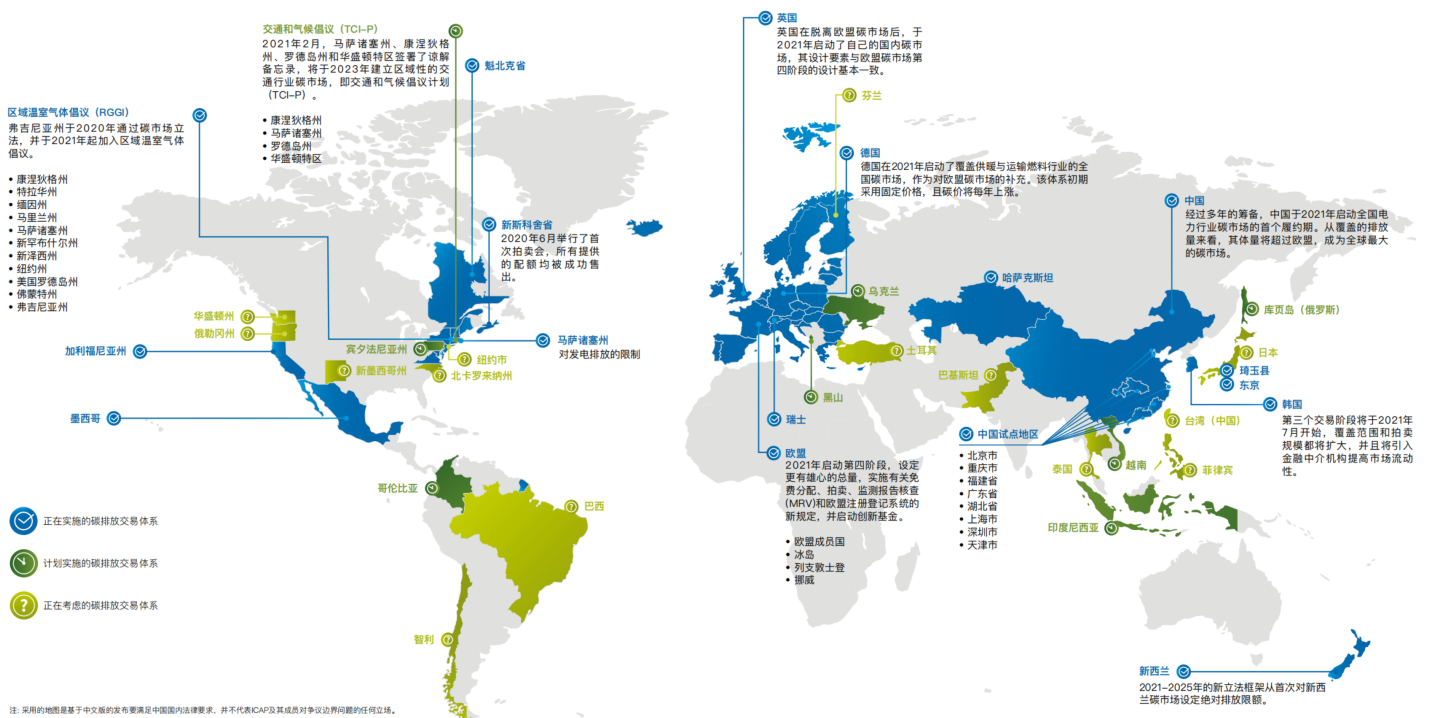 交通和气候倡议（TCI-P）
2021年2月，马萨诸塞州、康涅狄格
州、罗德岛州和华盛顿特区签署了谅解
备忘录，将于2023年建立区域性的交
通行业碳市场，即交通和气候倡议计划
（TCI-P）。
• 康涅狄格州
• 马萨诸塞州
• 罗德岛州
• 华盛顿特区
魁北克省
区域温室气体倡议（RGGI）
弗吉尼亚州于2020年通过碳市场立
法，并于2021年起加入区域温室气体
倡议。
• 康涅狄格州
• 特拉华州
• 缅因州
• 马里兰州
• 马萨诸塞州
• 新罕布什尔州
• 新泽西州
• 纽约州
• 美国罗德岛州
• 佛蒙特州
• 弗吉尼亚州
新斯科舍省
2020年6月举行了首
次拍卖会，所有提供
的配额均被成功售
出。
华盛顿州
俄勒冈州
加利福尼亚州
宾夕法尼亚州
新墨西哥州
纽约市
北卡罗来纳州
马萨诸塞州
对发电排放的限制
墨西哥
哥伦比亚
巴西
智利
英国
英国在脱离欧盟碳市场后，于
2021年启动了自己的国内碳市
场，其设计要素与欧盟碳市场第
四阶段的设计基本一致。
芬兰
德国
德国在2021年启动了覆盖供暖与运输燃料行业的全
国碳市场，作为对欧盟碳市场的补充。该体系初期
采用固定价格，且碳价将每年上涨。
中国
经过多年的筹备，中国于2021年启动全国电
力行业碳市场的首个履约期。从覆盖的排放
量来看，其体量将超过欧盟，成为全球最大
的碳市场。
哈萨克斯坦
乌克兰
库页岛（俄罗斯）
土耳其
日本
巴基斯坦
琦玉县
东京
黑山
瑞士
韩国
第三个交易阶段将于2021年
7月开始，覆盖范围和拍卖
规模都将扩大，并且将引入
金融中介机构提高市场流动
性。
台湾（中国）
中国试点地区
• 北京市
• 重庆市
• 福建省
• 广东省
• 湖北省
• 上海市
• 深圳市
• 天津市
欧盟
2021年启动第四阶段，设定
更有雄心的总量，实施有关免
费分配、拍卖、监测报告核查
(MRV)和欧盟注册登记系统的
新规定，并启动创新基金。
• 欧盟成员国
• 冰岛
• 列支敦士登
• 挪威
泰国
越南
菲律宾
印度尼西亚
新西兰
2021–2025年的新立法框架从首次对新西
兰碳市场设定绝对排放限额。
正在实施的碳排放交易体系
计划实施的碳排放交易体系
正在考虑的碳排放交易体系
注: 采用的地图是基于中文版的发布要满足中国国内法律要求、并不代表ICAP及其成员对争议边界问题的任何立场。